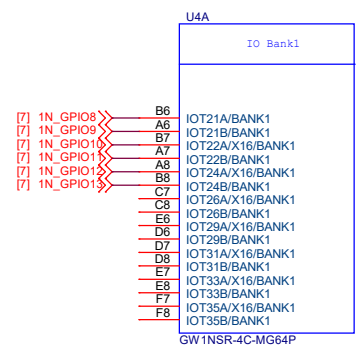 U4A
IO Bank1
[7] 1N_GPIO8 B6 IOT21A/BANK1
[7] 1N_GPIO9 A6 IOT21B/BANK1
[7] 1N_GPIO10 B7 IOT22A/X16/BANK1
[7] 1N_GPIO11 A7 IOT22B/BANK1
[7] 1N_GPIO12 A8 IOT24A/X16/BANK1
[7] 1N_GPIO13 B8 IOT24B/BANK1
C7 IOT26A/X16/BANK1
C8 IOT26B/BANK1
E6 IOT29A/X16/BANK1
D6 IOT29B/BANK1
D7 IOT31A/X16/BANK1
D8 IOT31B/BANK1
E7 IOT33A/X16/BANK1
E8 IOT33B/BANK1
F7 IOT35A/X16/BANK1
F8 IOT35B/BANK1
GW1NSR-4C-MG64P